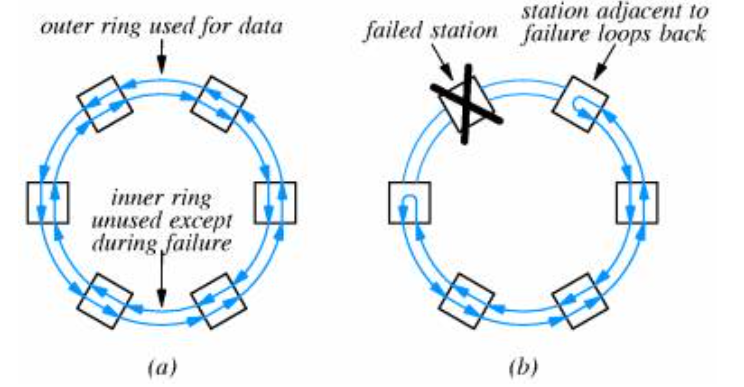 outer ring used for data
inner ring
unused except
during failure
(a)
failed station
station adjacent to
failure loops back
(b)